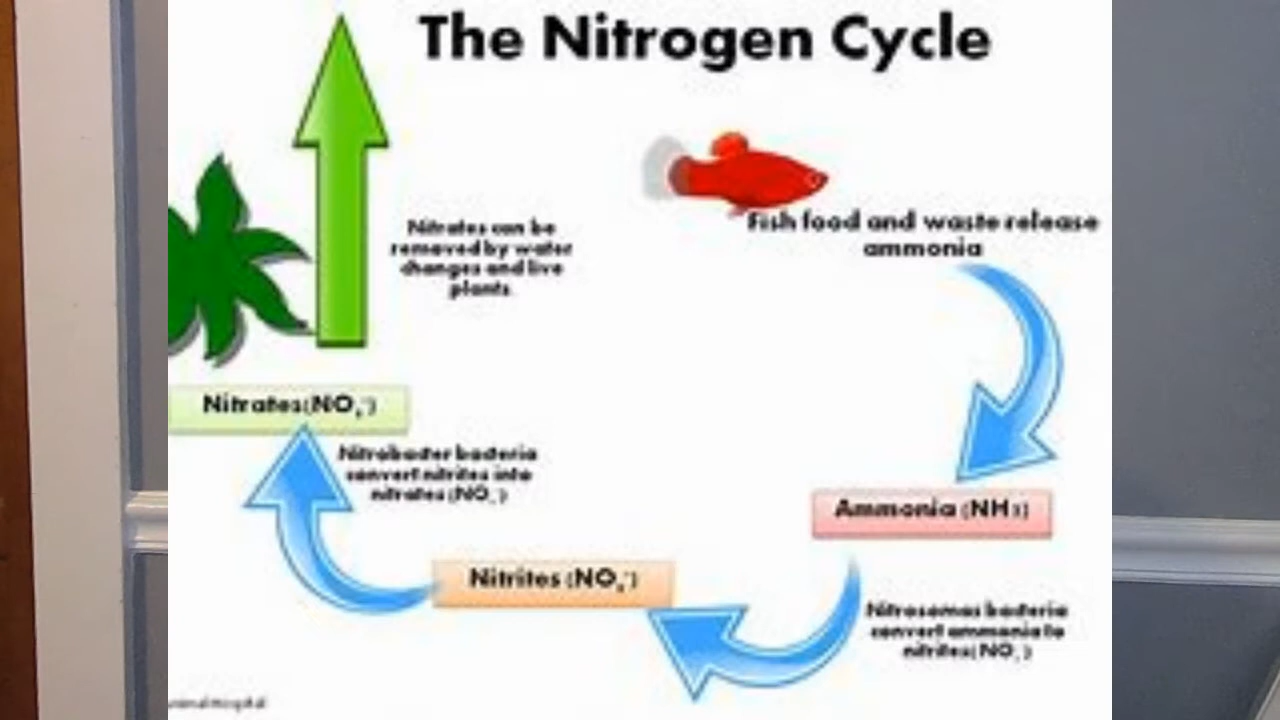 The Nitrogen Cycle
Fish food and waste release
ammonia
Nitrates can be
removed by water
changes and live
plants
Nitrates (NO₃⁻)
Nitrobacter bacteria
convert nitrites into
nitrates (NO₃⁻)
Ammonia (NH₃)
Nitrites (NO₂⁻)
Nitrosomas bacteria
convert ammonia to
nitrites (NO₂⁻)
Hospital